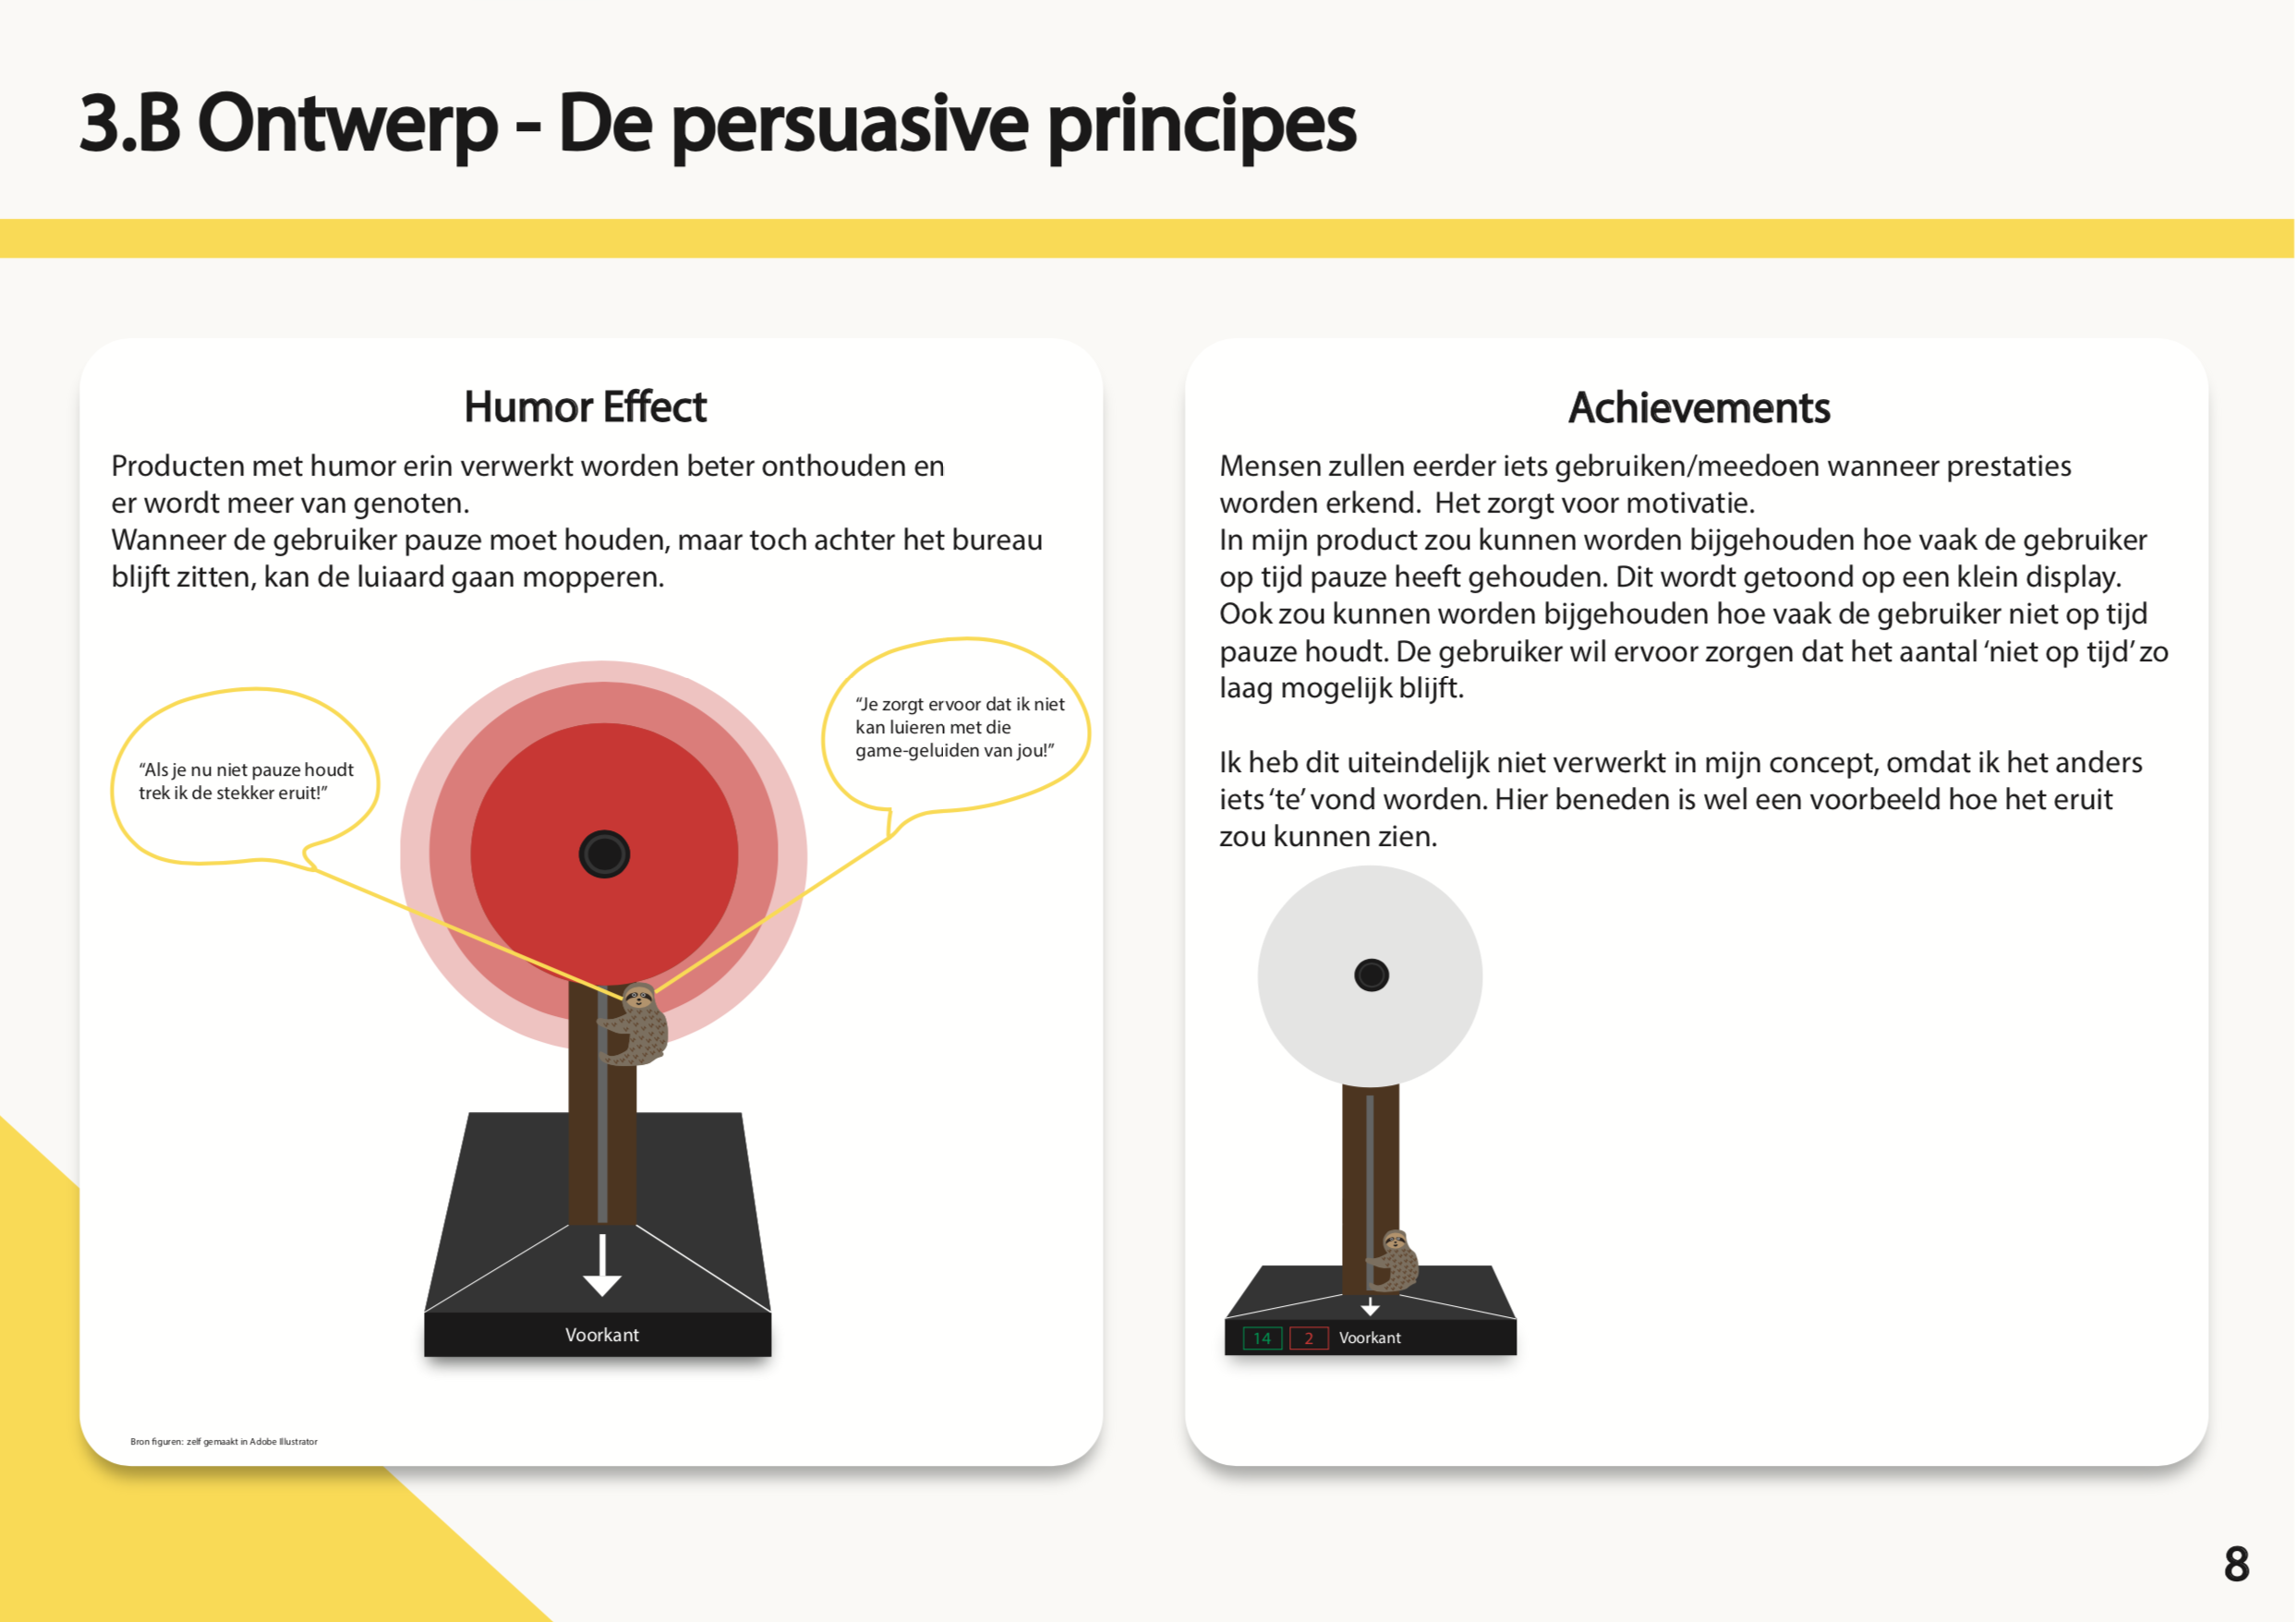 3.B Ontwerp - De persuasive principes
Humor Effect
Producten met humor erin verwerkt worden beter onthouden en
er wordt meer van genoten.
Wanneer de gebruiker pauze moet houden, maar toch achter het bureau
blijft zitten, kan de luiaard gaan mopperen.
“Als je nu niet pauze houdt
trek ik de stekker eruit!”
“Je zorgt ervoor dat ik niet
kan luieren met die
game-geluiden van jou!”
Voorkant
Bron figuren: zelf gemaakt in Adobe Illustrator
Achievements
Mensen zullen eerder iets gebruiken/meedoen wanneer prestaties
worden erkend.  Het zorgt voor motivatie.
In mijn product zou kunnen worden bijgehouden hoe vaak de gebruiker
op tijd pauze heeft gehouden. Dit wordt getoond op een klein display.
Ook zou kunnen worden bijgehouden hoe vaak de gebruiker niet op tijd
pauze houdt. De gebruiker wil ervoor zorgen dat het aantal ‘niet op tijd’ zo
laag mogelijk blijft.
Ik heb dit uiteindelijk niet verwerkt in mijn concept, omdat ik het anders
iets ‘te’ vond worden. Hier beneden is wel een voorbeeld hoe het eruit
zou kunnen zien.
14 2 Voorkant
8